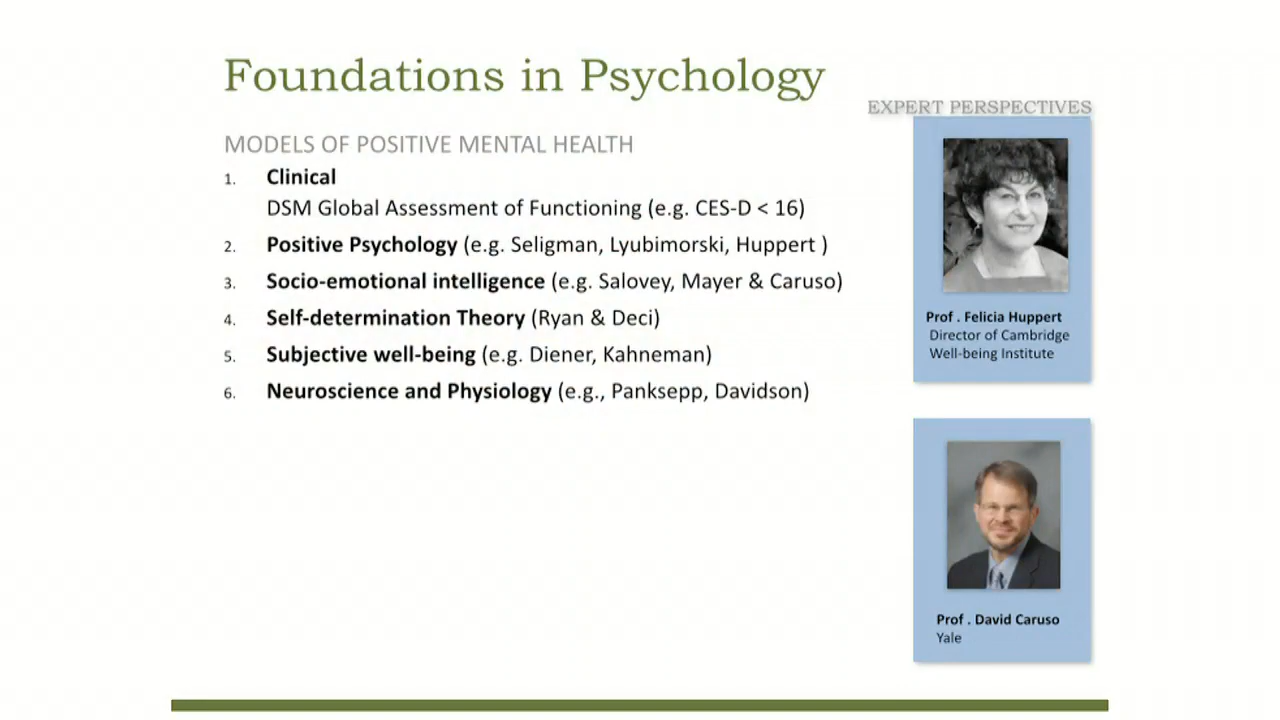 Foundations in Psychology
EXPERT PERSPECTIVES
MODELS OF POSITIVE MENTAL HEALTH
1. Clinical
DSM Global Assessment of Functioning (e.g. CES-D < 16)
2. Positive Psychology (e.g. Seligman, Lyubimorski, Huppert )
3. Socio-emotional intelligence (e.g. Salovey, Mayer & Caruso)
4. Self-determination Theory (Ryan & Deci)
5. Subjective well-being (e.g. Diener, Kahneman)
6. Neuroscience and Physiology (e.g., Panksepp, Davidson)
Prof . Felicia Huppert
Director of Cambridge
Well-being Institute
Prof . David Caruso
Yale